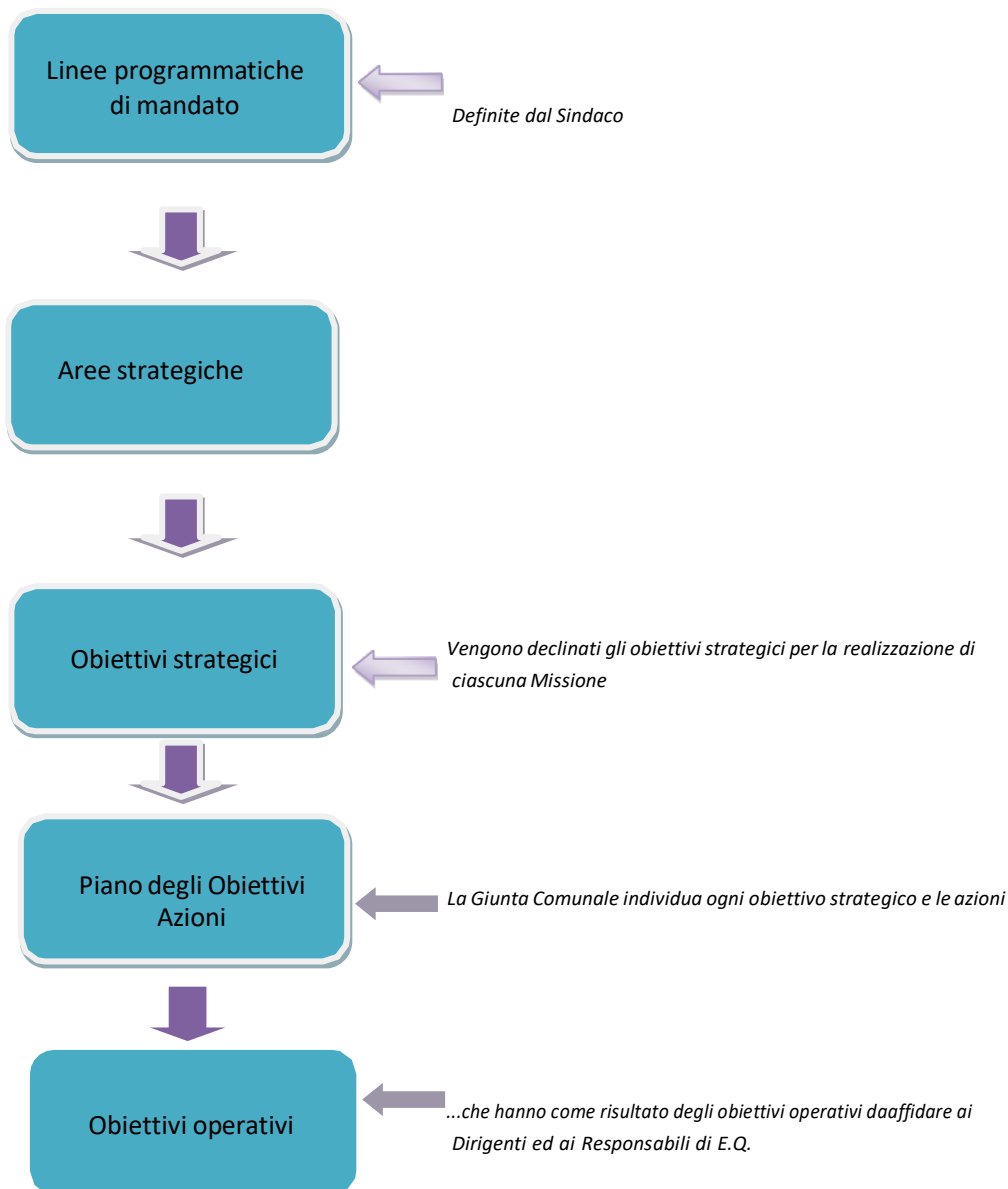 Linee programmatiche
di mandato
Definite dal Sindaco
Aree strategiche
Obiettivi strategici
Vengono declinati gli obiettivi strategici per la realizzazione di
ciascuna Missione
Piano degli Obiettivi
Azioni
La Giunta Comunale individua ogni obiettivo strategico e le azioni
Obiettivi operativi
...che hanno come risultato degli obiettivi operativi daaffidare ai
Dirigenti ed ai Responsabili di E.Q.